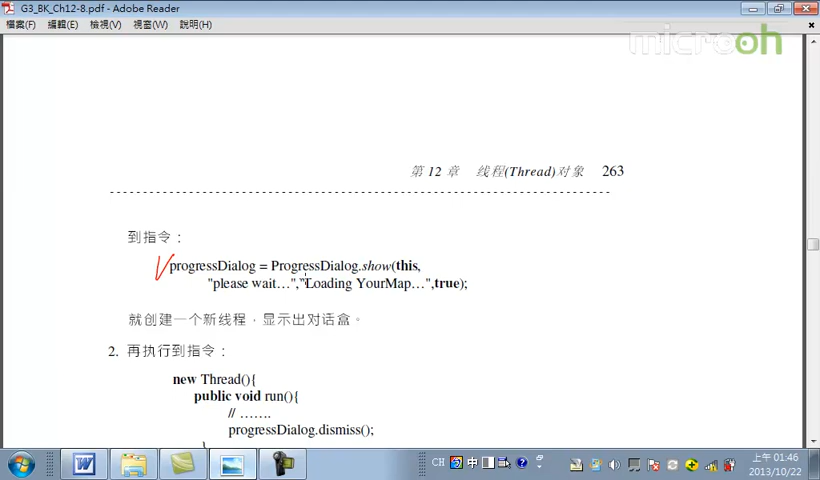 G3_BK_Ch12-8.pdf - Adobe Reader
檔案(F) 編輯(E) 檢視(V) 視窗(W) 說明(H)
microoh
第 12 章 线程(Thread)对象 263
到指令：
progressDialog = ProgressDialog.show(this,
"please wait…","Loading YourMap…",true);
就创建一个新线程，显示出对话盒。
2. 再执行到指令：
new Thread(){
public void run(){
// …….
progressDialog.dismiss();
}
CH 中
上午 01:46
2013/10/22